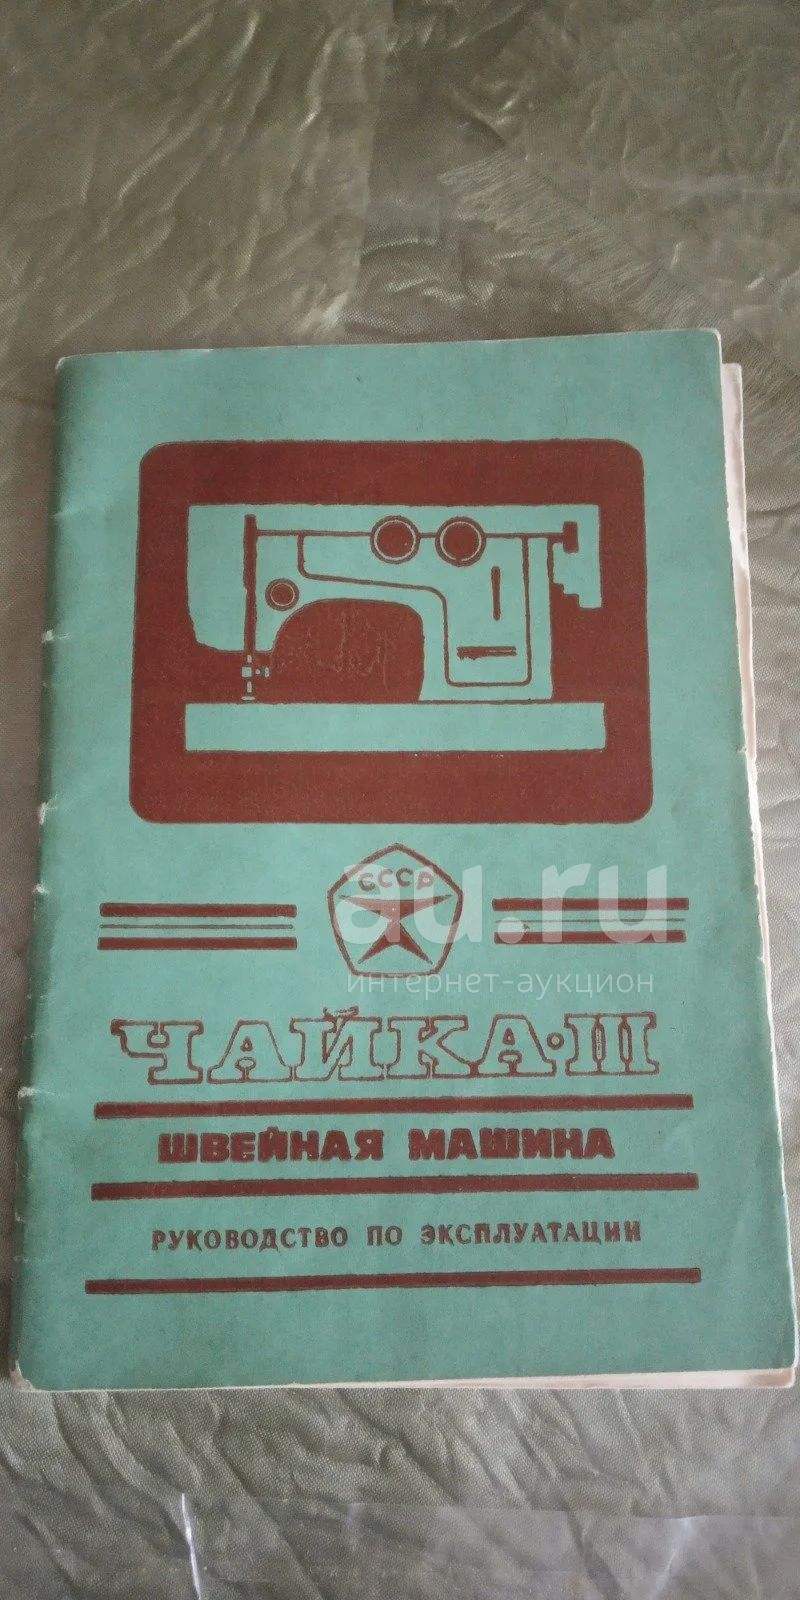 СССР
au.ru
интернет-аукцион
ЧАЙКА·III
ШВЕЙНАЯ МАШИНА
РУКОВОДСТВО ПО ЭКСПЛУАТАЦИИ